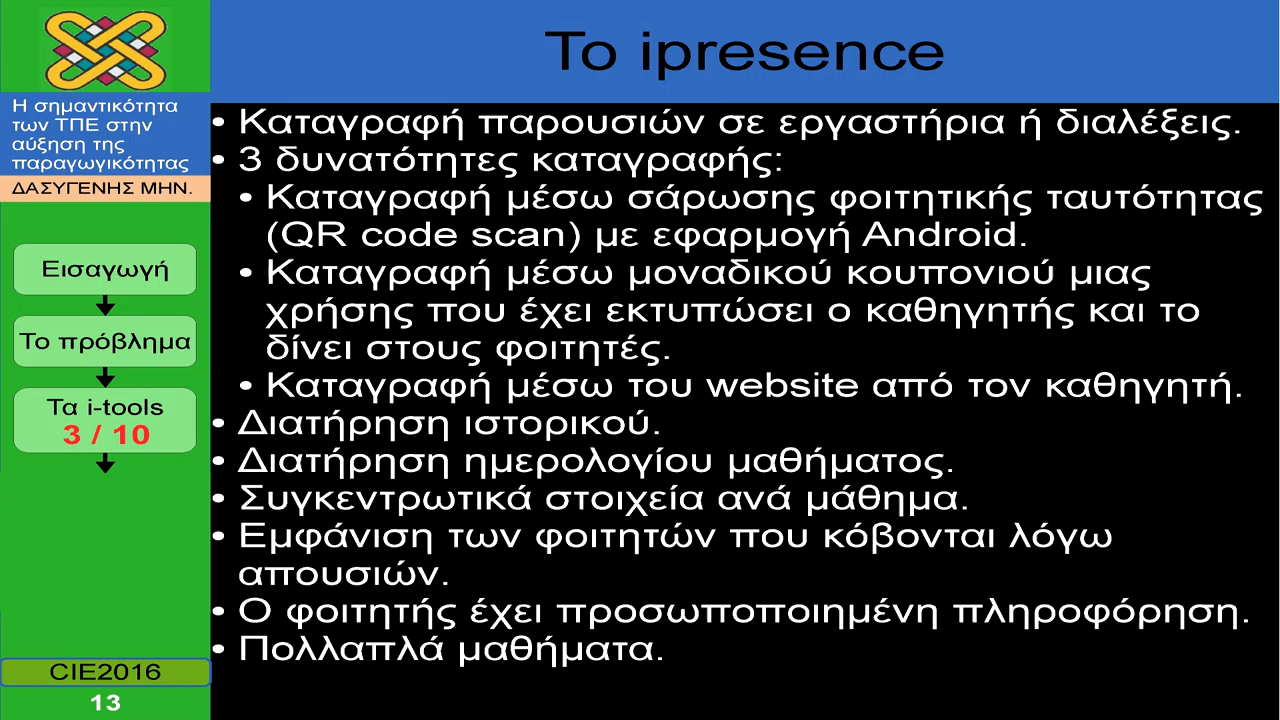 Το ipresence
Η σημαντικότητα
των ΤΠΕ στην
αύξηση της
παραγωγικότητας
ΔΑΣΥΓΕΝΗΣ ΜΗΝ.
Εισαγωγή
Το πρόβλημα
Τα i-tools
3 / 10
CIE2016
13
• Καταγραφή παρουσιών σε εργαστήρια ή διαλέξεις.
• 3 δυνατότητες καταγραφής:
• Καταγραφή μέσω σάρωσης φοιτητικής ταυτότητας
(QR code scan) με εφαρμογή Android.
• Καταγραφή μέσω μοναδικού κουπονιού μιας
χρήσης που έχει εκτυπώσει ο καθηγητής και το
δίνει στους φοιτητές.
• Καταγραφή μέσω του website από τον καθηγητή.
• Διατήρηση ιστορικού.
• Διατήρηση ημερολογίου μαθήματος.
• Συγκεντρωτικά στοιχεία ανά μάθημα.
• Εμφάνιση των φοιτητών που κόβονται λόγω
απουσιών.
• Ο φοιτητής έχει προσωποποιημένη πληροφόρηση.
• Πολλαπλά μαθήματα.